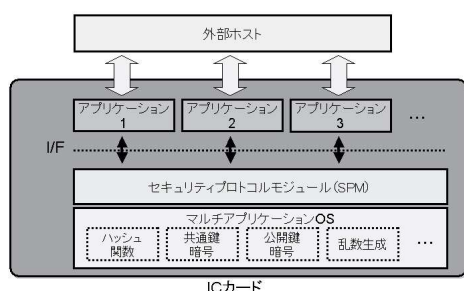 外部ホスト
アプリケーション アプリケーション アプリケーション
1 2 3 …
I/F
セキュリティプロトコルモジュール(SPM)
マルチアプリケーションOS
ハッシュ 共通鍵 公開鍵 乱数生成 …
関数 暗号 暗号
ICカード